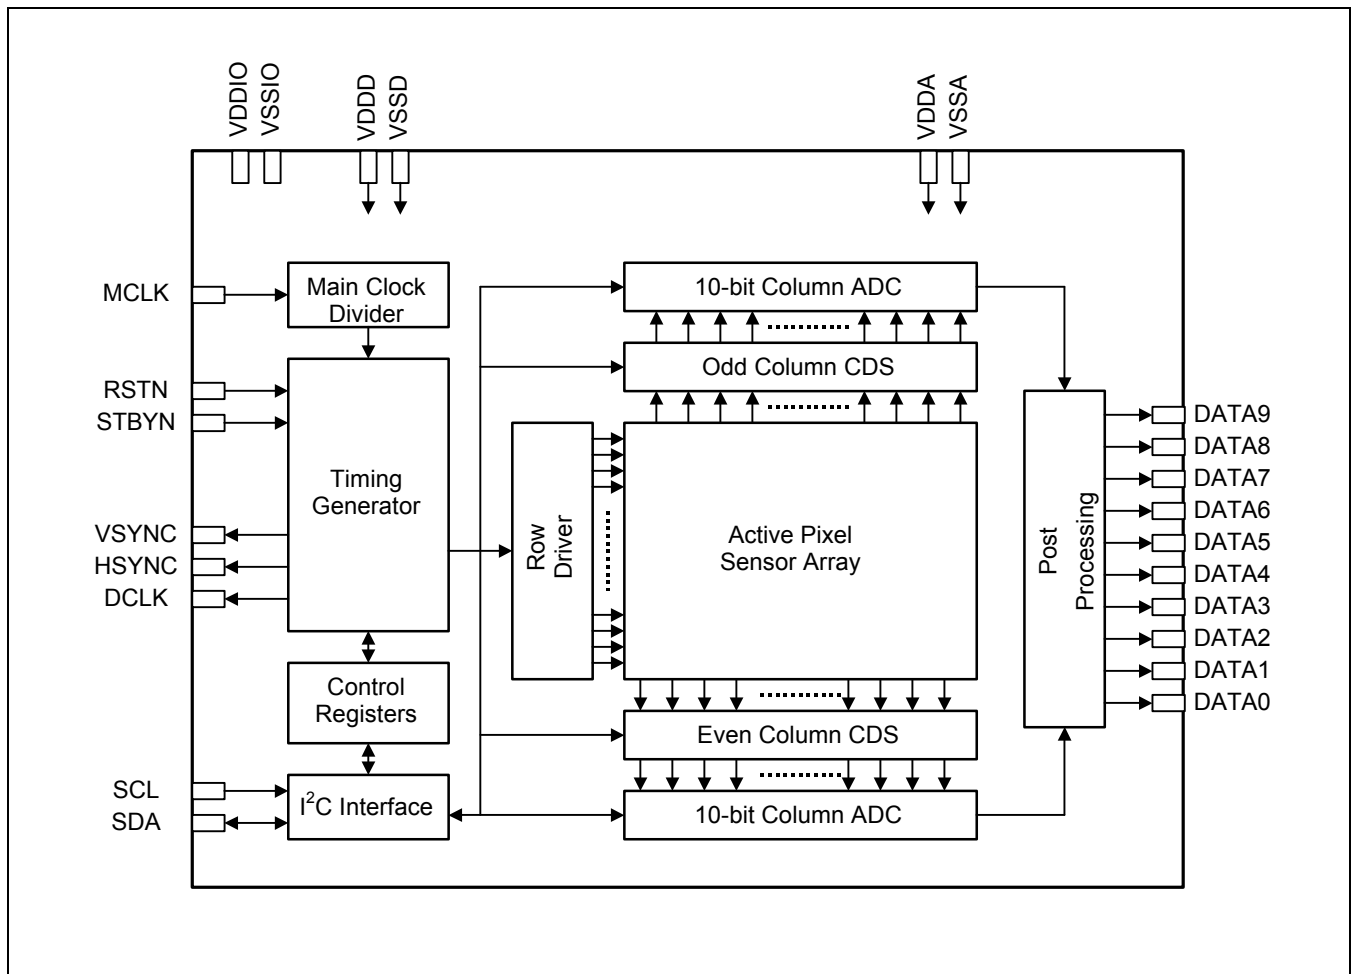 VDDIO
VSSIO
VDDD
VSSD
VDDA
VSSA
MCLK
Main Clock
Divider
10-bit Column ADC
Odd Column CDS
RSTN
STBYN
Timing
Generator
VSYNC
HSYNC
DCLK
Row
Driver
Active Pixel
Sensor Array
Post
Processing
DATA9
DATA8
DATA7
DATA6
DATA5
DATA4
DATA3
DATA2
DATA1
DATA0
Control
Registers
Even Column CDS
SCL
SDA
I²C Interface
10-bit Column ADC